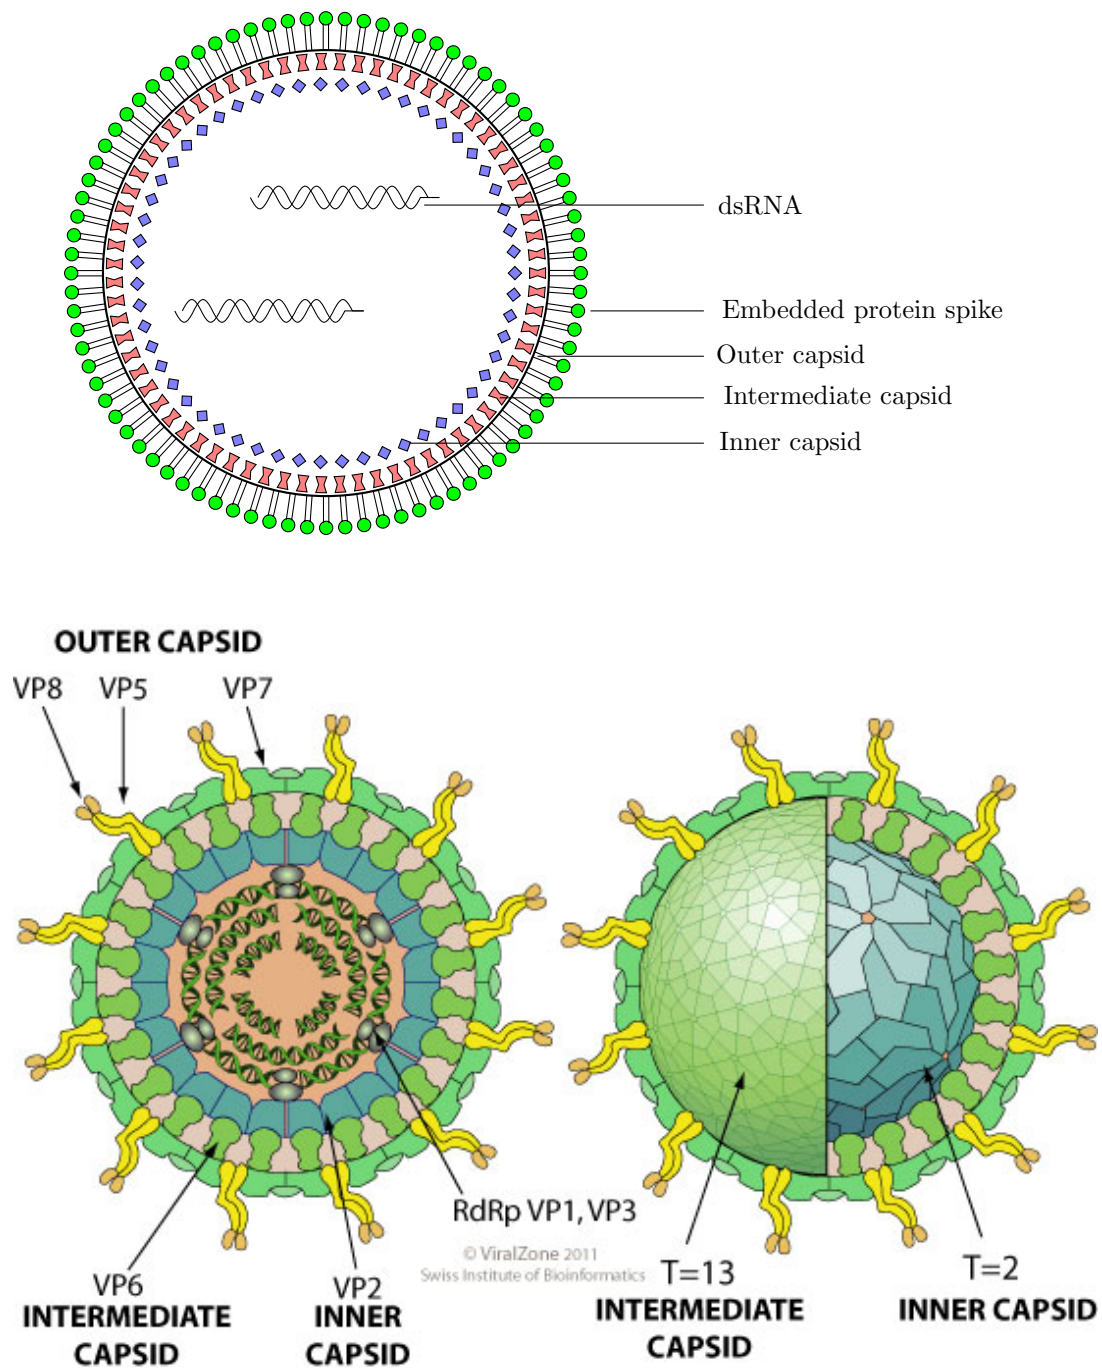 dsRNA
Embedded protein spike
Outer capsid
Intermediate capsid
Inner capsid
OUTER CAPSID
VP8 VP5 VP7
RdRp VP1, VP3
© ViralZone 2011
Swiss Institute of Bioinformatics
VP6
INTERMEDIATE
CAPSID
VP2
INNER
CAPSID
T=13
INTERMEDIATE
CAPSID
T=2
INNER CAPSID